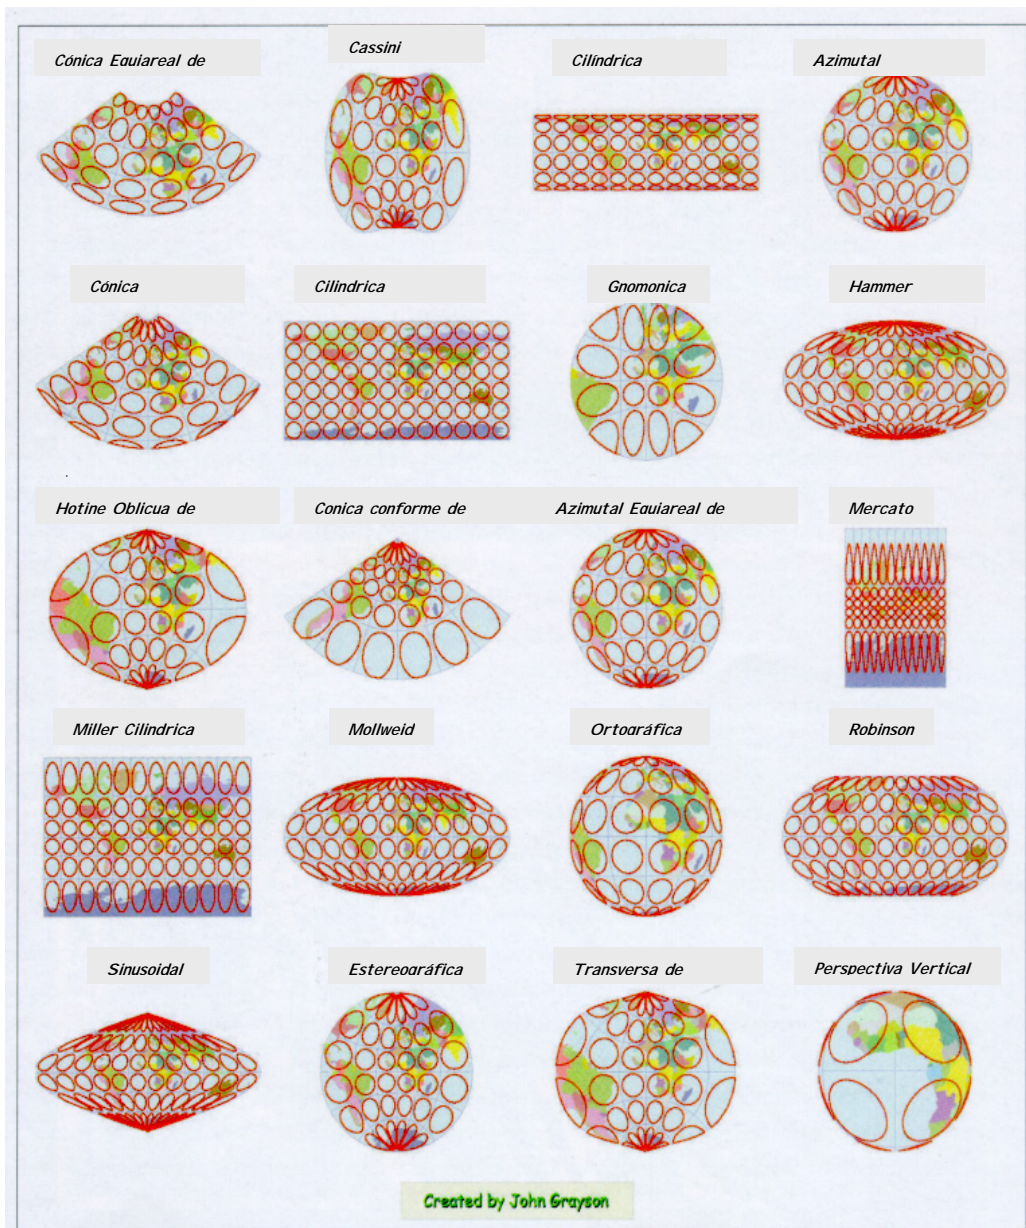 Cónica Equiareal de
Cassini
Cilíndrica
Azimutal
Cónica
Cilíndrica
Gnomonica
Hammer
Hotine Oblicua de
Conica conforme de
Azimutal Equiareal de
Mercato
Miller Cilíndrica
Mollweid
Ortográfica
Robinson
Sinusoidal
Estereográfica
Transversa de
Perspectiva Vertical
Created by John Grayson